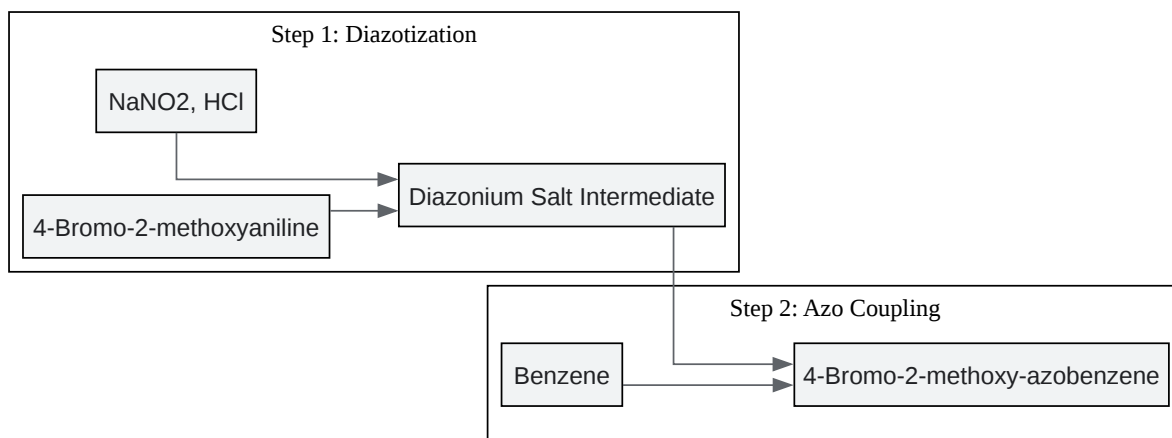 Step 1: Diazotization
NaNO2, HCl
Diazonium Salt Intermediate
4-Bromo-2-methoxyaniline
Step 2: Azo Coupling
Benzene
4-Bromo-2-methoxy-azobenzene